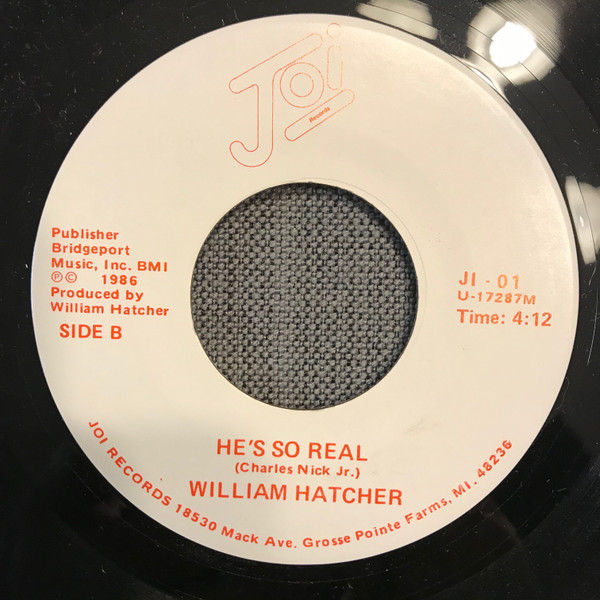 Joi
Records
Publisher
Bridgeport
Music, Inc. BMI
℗© 1986
Produced by
William Hatcher
SIDE B
JI - 01
U-17287M
Time: 4:12
HE'S SO REAL
(Charles Nick Jr.)
WILLIAM HATCHER
JOI RECORDS 18530 Mack Ave. Grosse Pointe Farms, MI. 48236